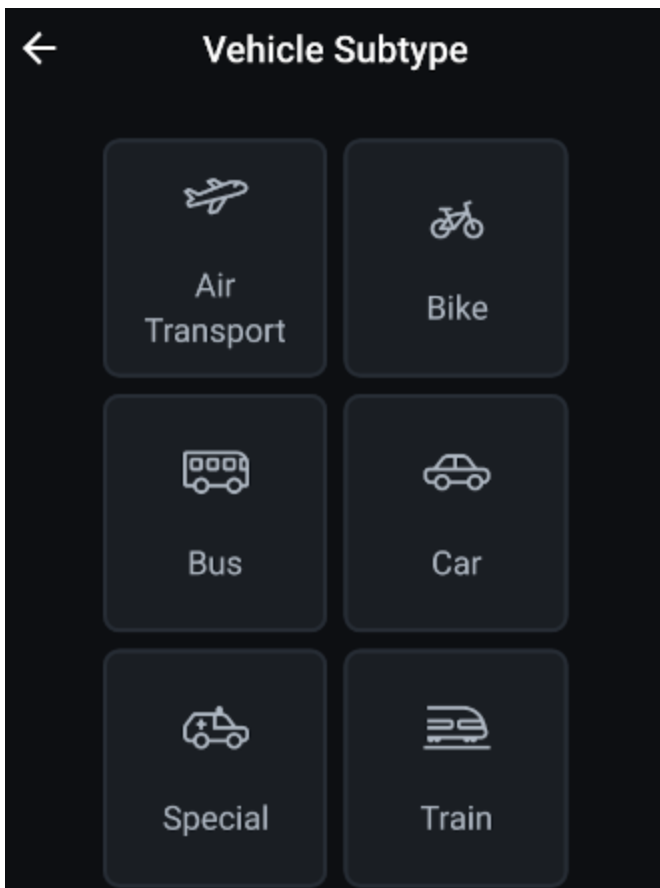 Vehicle Subtype
Air
Transport
Bike
Bus
Car
Special
Train